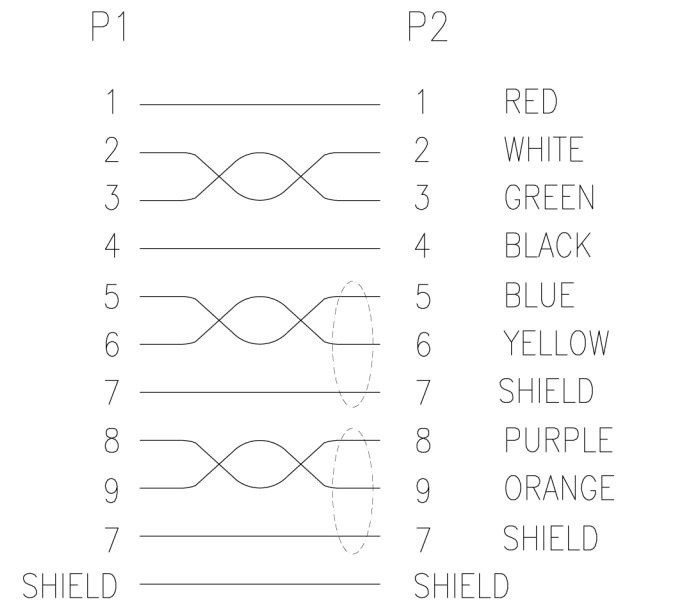 P1 P2
1 1 RED
2 2 WHITE
3 3 GREEN
4 4 BLACK
5 5 BLUE
6 6 YELLOW
7 7 SHIELD
8 8 PURPLE
9 9 ORANGE
7 7 SHIELD
SHIELD SHIELD